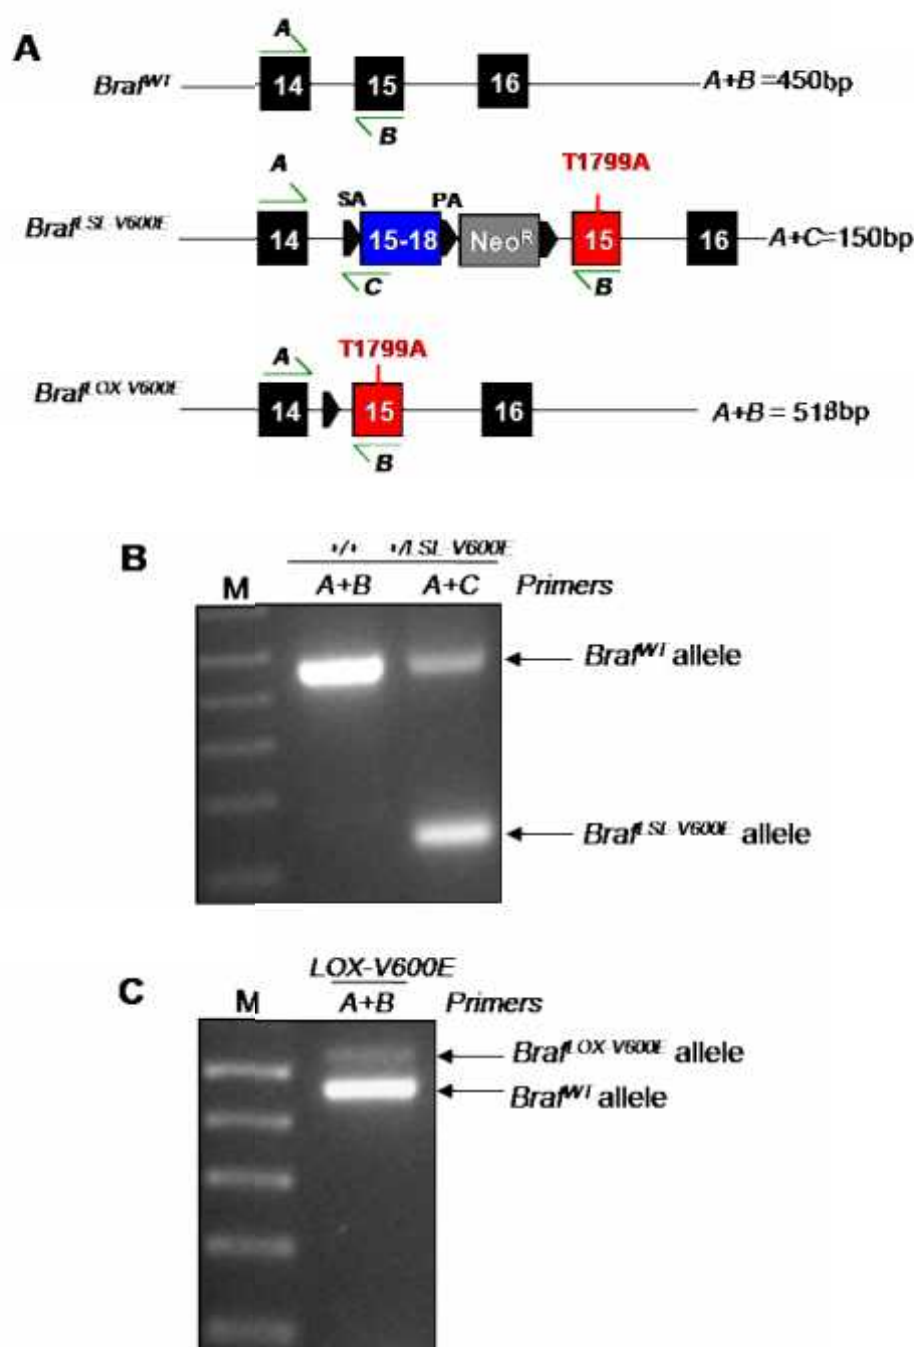 A
A
Braf^WT 14 15 16 A+B =450bp
B
T1799A
A
SA PA
Braf^LSL-V600E 14 15-18 Neo^R 15 16 A+C=150bp
C B
T1799A
A
Braf^LOX-V600E 14 15 16 A+B = 518bp
B
B
+/+ +/LSL-V600E
M A+B A+C Primers
Braf^WT allele
Braf^LSL-V600E allele
C
LOX-V600E
M A+B Primers
Braf^LOX-V600E allele
Braf^WT allele